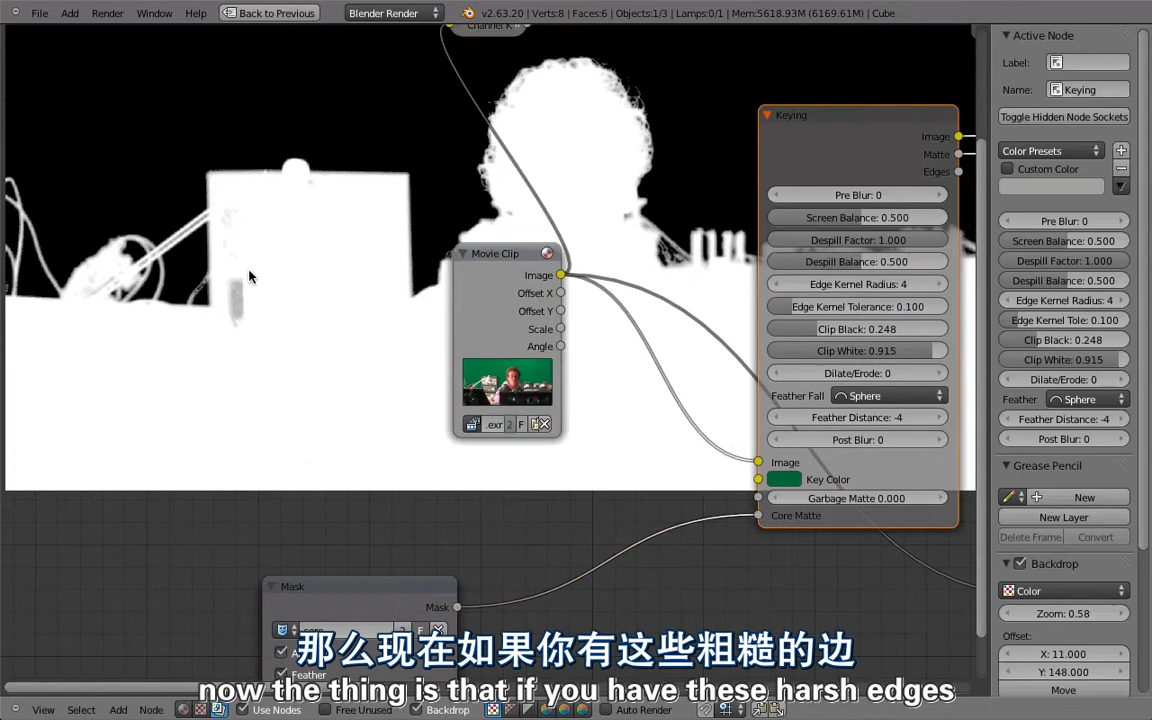 File Add Render Window Help Back to Previous Blender Render v2.63.20 | Verts:8 | Faces:6 | Objects:1/3 | Lamps:0/1 | Mem:5618.93M (6169.61M) | Cube
Channel K
Keying
Image
Matte
Edges
Pre Blur: 0
Screen Balance: 0.500
Despill Factor: 1.000
Despill Balance: 0.500
Edge Kernel Radius: 4
Edge Kernel Tolerance: 0.100
Clip Black: 0.248
Clip White: 0.915
Dilate/Erode: 0
Feather Fall Sphere
Feather Distance: -4
Post Blur: 0
Image
Key Color
Garbage Matte 0.000
Core Matte
Movie Clip
Image
Offset X
Offset Y
Scale
Angle
.exr 2 F
Mask
Mask
2 F
Feather
Active Node
Label:
Name: Keying
Toggle Hidden Node Sockets
Color Presets
Custom Color
Pre Blur: 0
Screen Balance: 0.500
Despill Factor: 1.000
Despill Balance: 0.500
Edge Kernel Radius: 4
Edge Kernel Tole: 0.100
Clip Black: 0.248
Clip White: 0.915
Dilate/Erode: 0
Feather Sphere
Feather Distance: -4
Post Blur: 0
Grease Pencil
New
New Layer
Delete Frame Convert
Backdrop
Color
Zoom: 0.58
Offset:
X: 11.000
Y: 148.000
Move
那么现在如果你有这些粗糙的边
now the thing is that if you have these harsh edges
View Select Add Node Use Nodes Free Unused Backdrop Auto Render